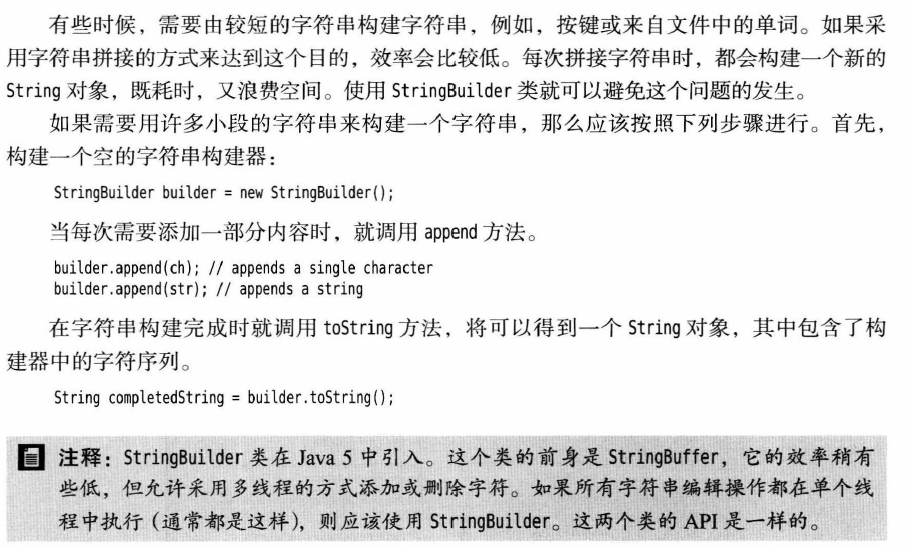 有些时候，需要由较短的字符串构建字符串，例如，按键或来自文件中的单词。如果采
用字符串拼接的方式来达到这个目的，效率会比较低。每次拼接字符串时，都会构建一个新的
String 对象，既耗时，又浪费空间。使用 StringBuilder 类就可以避免这个问题的发生。
如果需要用许多小段的字符串来构建一个字符串，那么应该按照下列步骤进行。首先，
构建一个空的字符串构建器：
StringBuilder builder = new StringBuilder();
当每次需要添加一部分内容时，就调用 append 方法。
builder.append(ch); // appends a single character
builder.append(str); // appends a string
在字符串构建完成时就调用 toString 方法，将可以得到一个 String 对象，其中包含了构
建器中的字符序列。
String completedString = builder.toString();
注释：StringBuilder 类在 Java 5 中引入。这个类的前身是 StringBuffer，它的效率稍有
些低，但允许采用多线程的方式添加或删除字符。如果所有字符串编辑操作都在单个线
程中执行（通常都是这样），则应该使用 StringBuilder。这两个类的 API 是一样的。